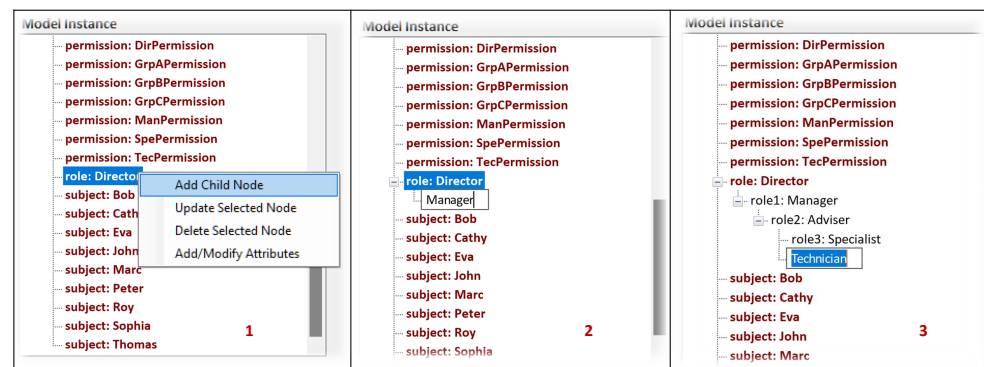 Model Instance
permission: DirPermission
permission: GrpAPermission
permission: GrpBPermission
permission: GrpCPermission
permission: ManPermission
permission: SpePermission
permission: TecPermission
role: Director
Add Child Node
Update Selected Node
Delete Selected Node
Add/Modify Attributes
subject: Bob
subject: Cath
subject: Eva
subject: John
subject: Marc
subject: Peter
subject: Roy
subject: Sophia
subject: Thomas
1
Model Instance
permission: DirPermission
permission: GrpAPermission
permission: GrpBPermission
permission: GrpCPermission
permission: ManPermission
permission: SpePermission
permission: TecPermission
role: Director
Manager
subject: Bob
subject: Cathy
subject: Eva
subject: John
subject: Marc
subject: Peter
subject: Roy
subject: Sophia
2
Model Instance
permission: DirPermission
permission: GrpAPermission
permission: GrpBPermission
permission: GrpCPermission
permission: ManPermission
permission: SpePermission
permission: TecPermission
role: Director
role1: Manager
role2: Adviser
role3: Specialist
Technician
subject: Bob
subject: Cathy
subject: Eva
subject: John
subject: Marc
3